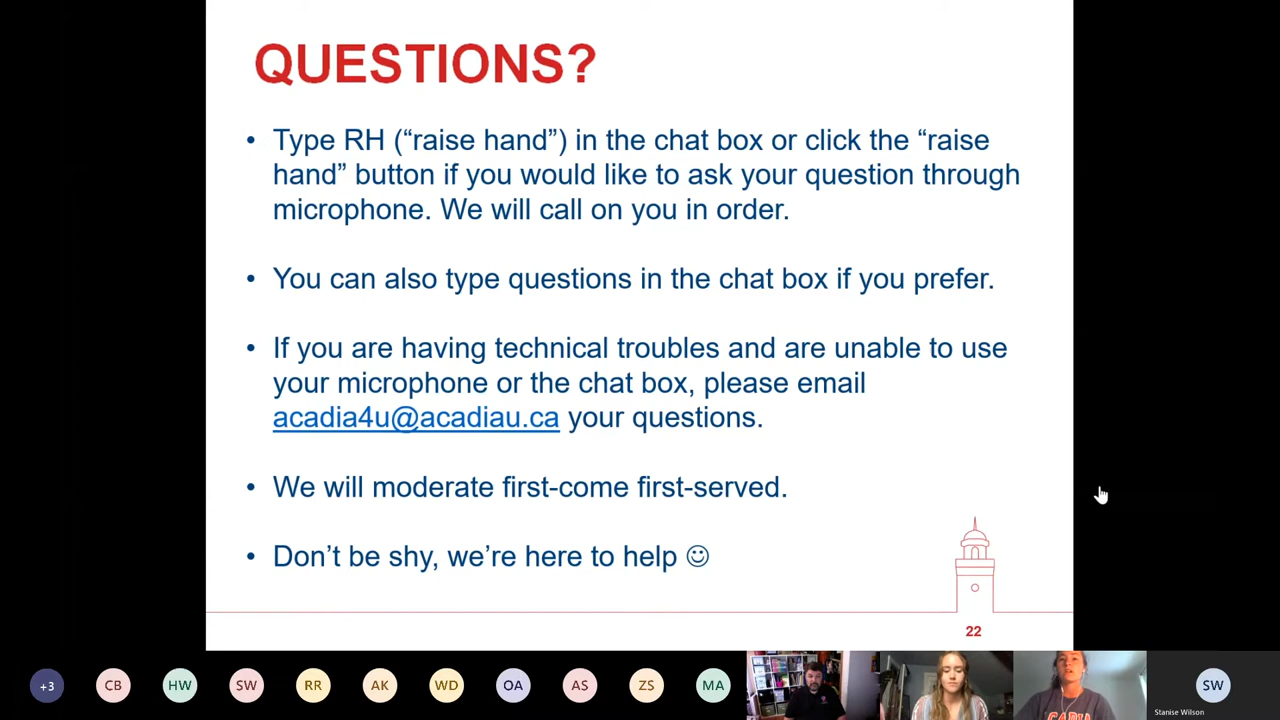 QUESTIONS?
• Type RH (“raise hand”) in the chat box or click the “raise
hand” button if you would like to ask your question through
microphone. We will call on you in order.
• You can also type questions in the chat box if you prefer.
• If you are having technical troubles and are unable to use
your microphone or the chat box, please email
acadia4u@acadiau.ca your questions.
• We will moderate first-come first-served.
• Don’t be shy, we’re here to help ☺
22
+3 CB HW SW RR AK WD OA AS ZS MA SW
Stanise Wilson